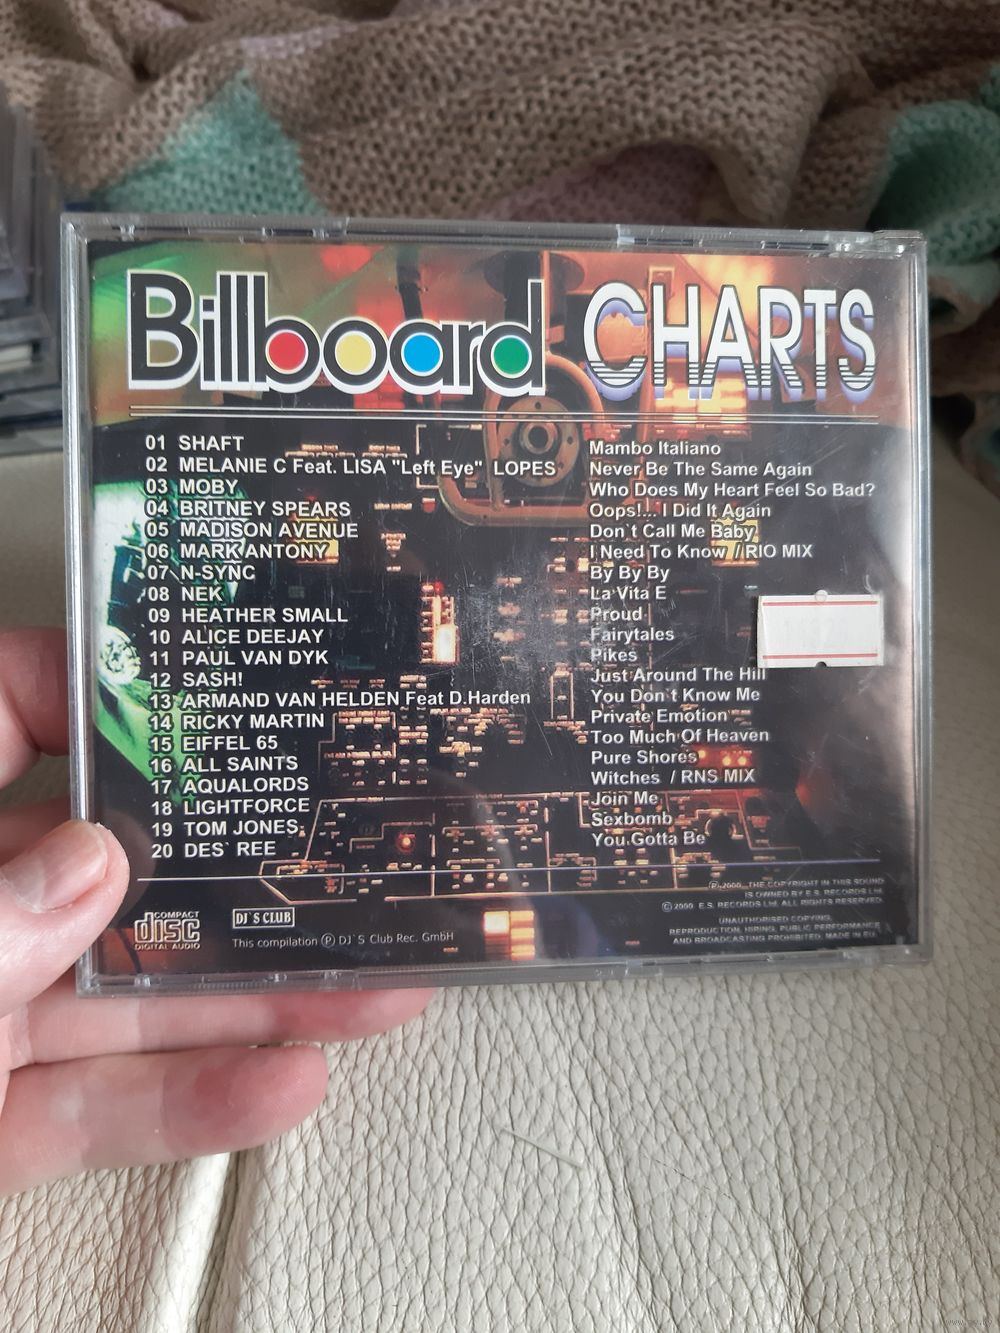 Billboard CHARTS
01 SHAFT Mambo Italiano
02 MELANIE C Feat. LISA "Left Eye" LOPES Never Be The Same Again
03 MOBY Who Does My Heart Feel So Bad?
04 BRITNEY SPEARS Oops!... I Did It Again
05 MADISON AVENUE Don`t Call Me Baby
06 MARK ANTONY I Need To Know / RIO MIX
07 N-SYNC By By By
08 NEK La Vita E
09 HEATHER SMALL Proud
10 ALICE DEEJAY Fairytales
11 PAUL VAN DYK Pikes
12 SASH! Just Around The Hill
13 ARMAND VAN HELDEN Feat D.Harden You Don`t Know Me
14 RICKY MARTIN Private Emotion
15 EIFFEL 65 Too Much Of Heaven
16 ALL SAINTS Pure Shores
17 AQUALORDS Witches / RNS MIX
18 LIGHTFORCE Join Me
19 TOM JONES Sexbomb
20 DES` REE You Gotta Be
COMPACT disc DIGITAL AUDIO
DJ`S CLUB
This compilation Ⓟ DJ`S Club Rec. GmbH
Ⓟ 2000 THE COPYRIGHT IN THIS SOUND
IS OWNED BY E.S. RECORDS Ltd.
© 2000 E.S. RECORDS Ltd. ALL RIGHTS RESERVED.
UNAUTHORISED COPYING,
REPRODUCTION, HIRING, PUBLIC PERFORMANCE
AND BROADCASTING PROHIBITED. MADE IN EU.